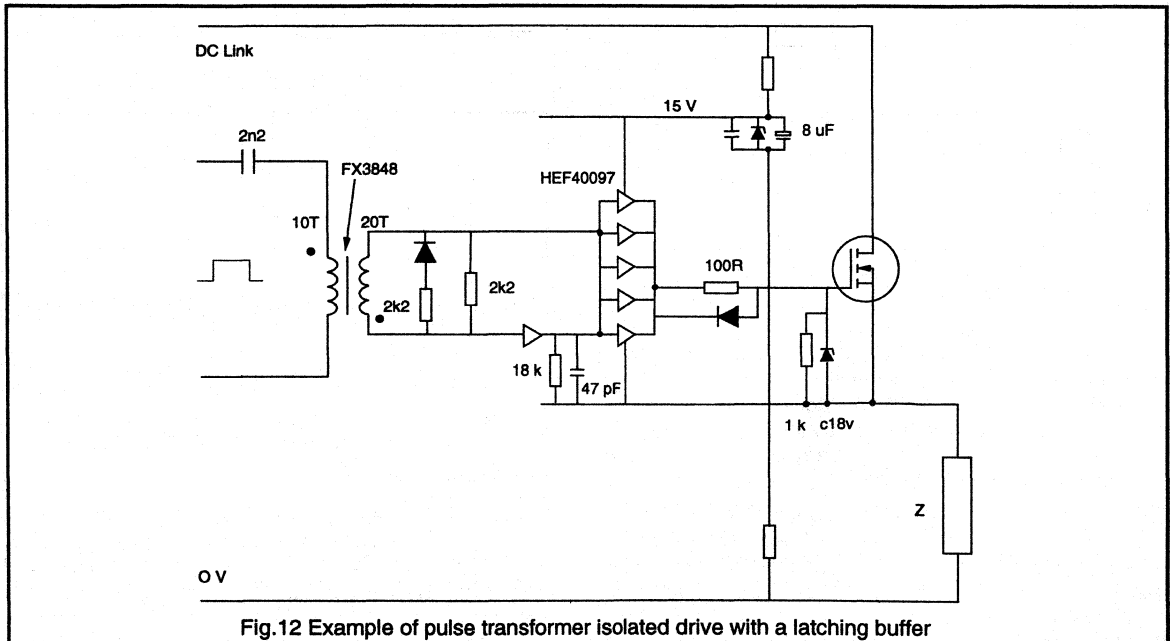 DC Link
15 V
8 uF
2n2
FX3848
HEF40097
10T
20T
100R
2k2
2k2
18 k
47 pF
1 k
c18v
Z
O V
Fig.12 Example of pulse transformer isolated drive with a latching buffer